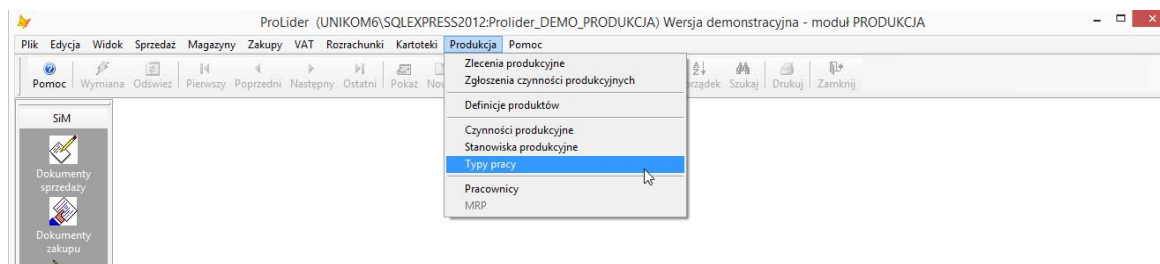 ProLider (UNIKOM6\SQLEXPRESS2012:Prolider_DEMO_PRODUKCJA) Wersja demonstracyjna - moduł PRODUKCJA
Plik Edycja Widok Sprzedaż Magazyny Zakupy VAT Rozrachunki Kartoteki Produkcja Pomoc
Pomoc Wymiana Odśwież Pierwszy Poprzedni Następny Ostatni Pokaż Szukaj Drukuj Zamknij
Zlecenia produkcyjne
Zgłoszenia czynności produkcyjnych
Definicje produktów
Czynności produkcyjne
Stanowiska produkcyjne
Typy pracy
Pracownicy
MRP
SiM
Dokumenty
sprzedaży
Dokumenty
zakupu